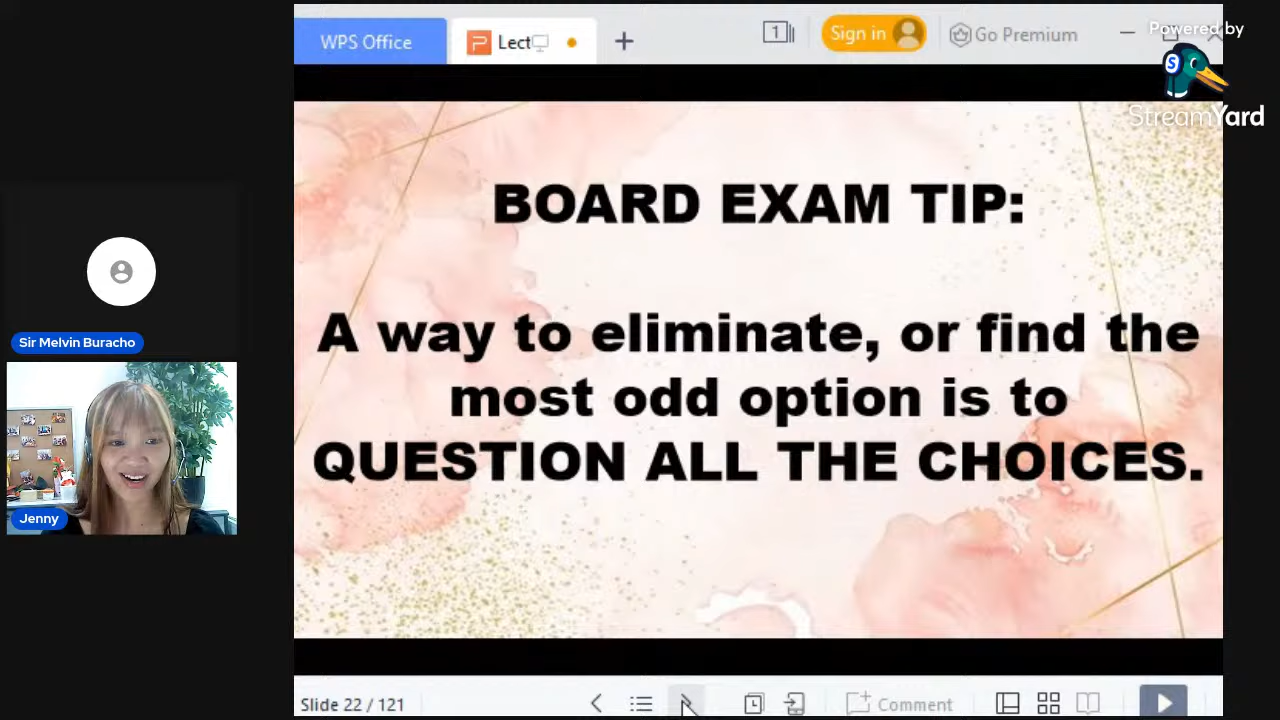 WPS Office
Lect
1
Sign in
Go Premium
Powered by
S
StreamYard
BOARD EXAM TIP:
A way to eliminate, or find the
most odd option is to
QUESTION ALL THE CHOICES.
Sir Melvin Buracho
Jenny
Slide 22 / 121
Comment